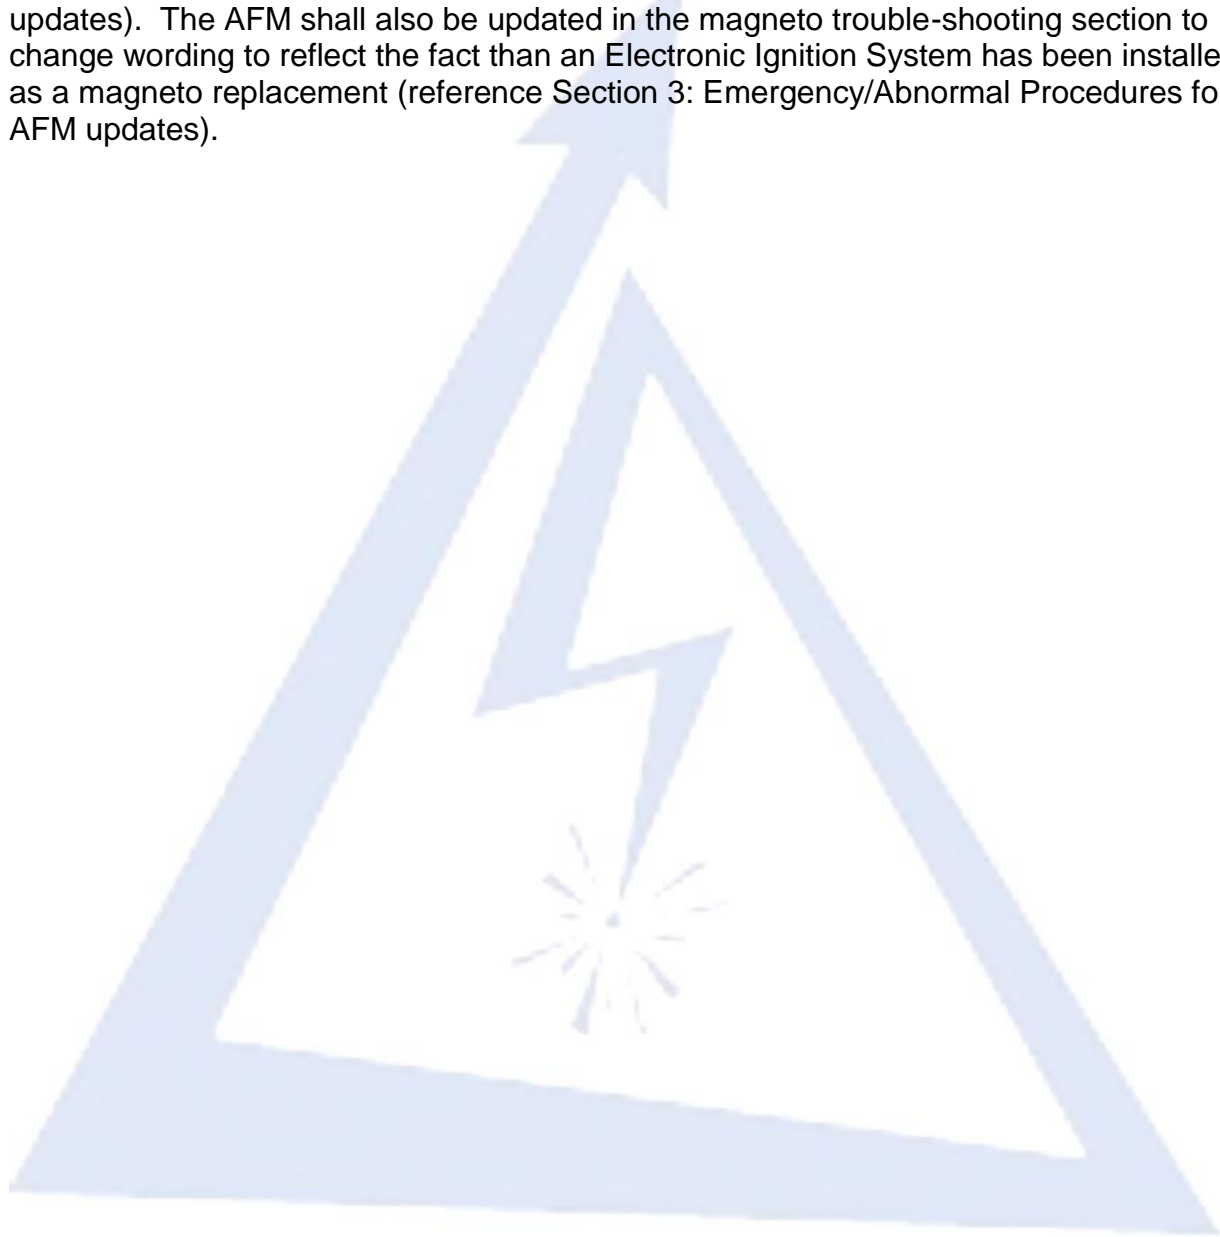 updates).  The AFM shall also be updated in the magneto trouble-shooting section to
change wording to reflect the fact than an Electronic Ignition System has been installe
as a magneto replacement (reference Section 3: Emergency/Abnormal Procedures fo
AFM updates).